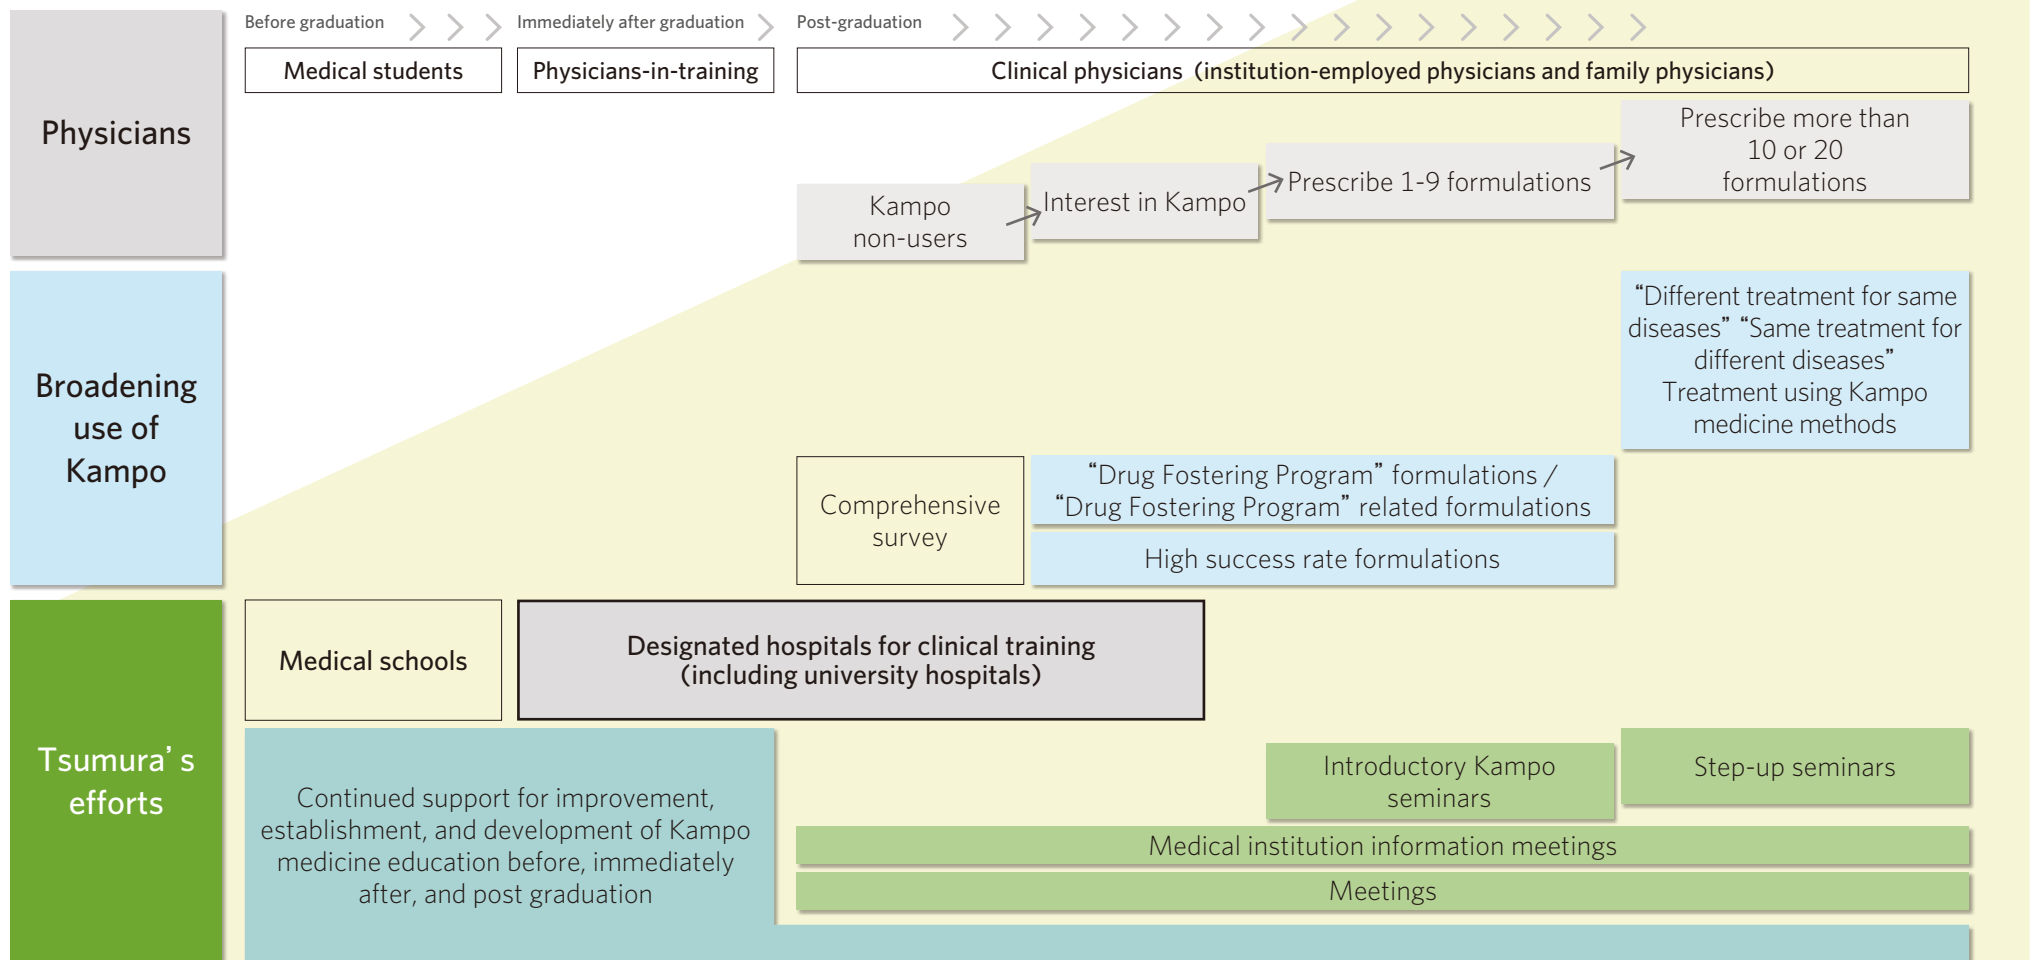 Before graduation
Immediately after graduation
Post-graduation
Medical students
Physicians-in-training
Clinical physicians (institution-employed physicians and family physicians)
Physicians
Kampo
non-users
Interest in Kampo
Prescribe 1-9 formulations
Prescribe more than
10 or 20
formulations
Broadening
use of
Kampo
“Different treatment for same
diseases” “Same treatment for
different diseases”
Treatment using Kampo
medicine methods
Comprehensive
survey
“Drug Fostering Program” formulations /
“Drug Fostering Program” related formulations
High success rate formulations
Tsumura’s
efforts
Medical schools
Designated hospitals for clinical training
(including university hospitals)
Continued support for improvement,
establishment, and development of Kampo
medicine education before, immediately
after, and post graduation
Introductory Kampo
seminars
Step-up seminars
Medical institution information meetings
Meetings